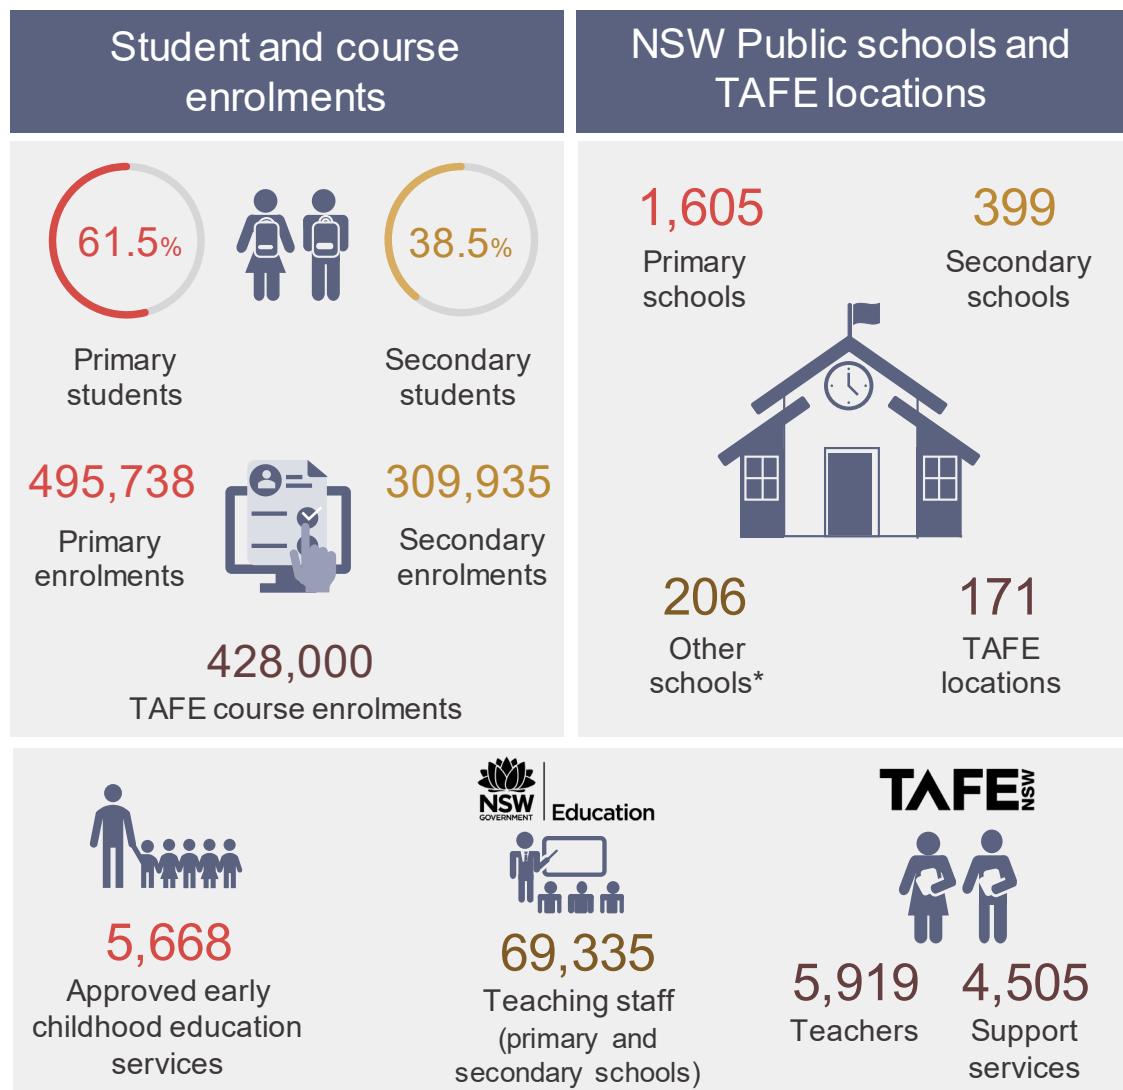 Student and course
enrolments
NSW Public schools and
TAFE locations
61.5%
38.5%
Primary
students
Secondary
students
495,738
Primary
enrolments
309,935
Secondary
enrolments
428,000
TAFE course enrolments
1,605
Primary
schools
399
Secondary
schools
206
Other
schools*
171
TAFE
locations
5,668
Approved early
childhood education
services
NSW
GOVERNMENT
Education
69,335
Teaching staff
(primary and
secondary schools)
TAFE NSW
5,919
Teachers
4,505
Support
services